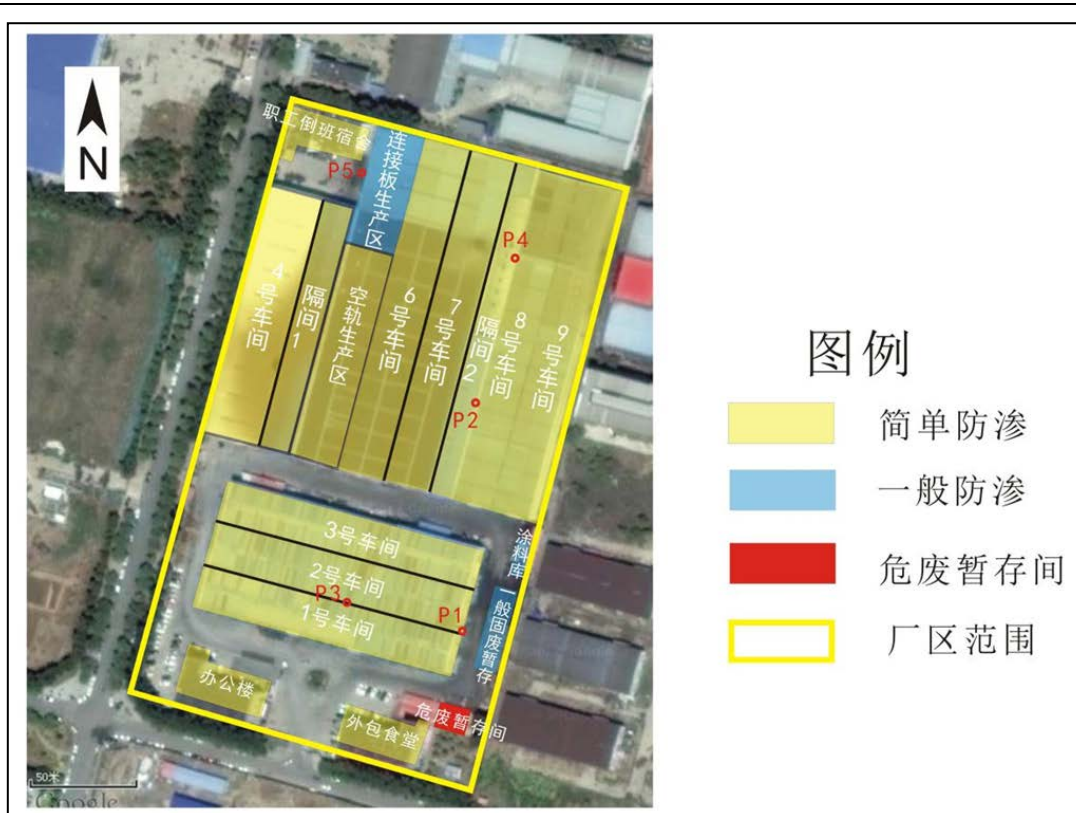 N
职工倒班宿舍
连接板生产区
P5
P4
4号车间
隔间1
空轨生产区
6号车间
7号车间
隔间2
8号车间
9号车间
P2
3号车间
2号车间
P3
1号车间
P1
涂料库
一般固废暂存
办公楼
外包食堂
危废暂存间
50米
Google
图例
简单防渗
一般防渗
危废暂存间
厂区范围